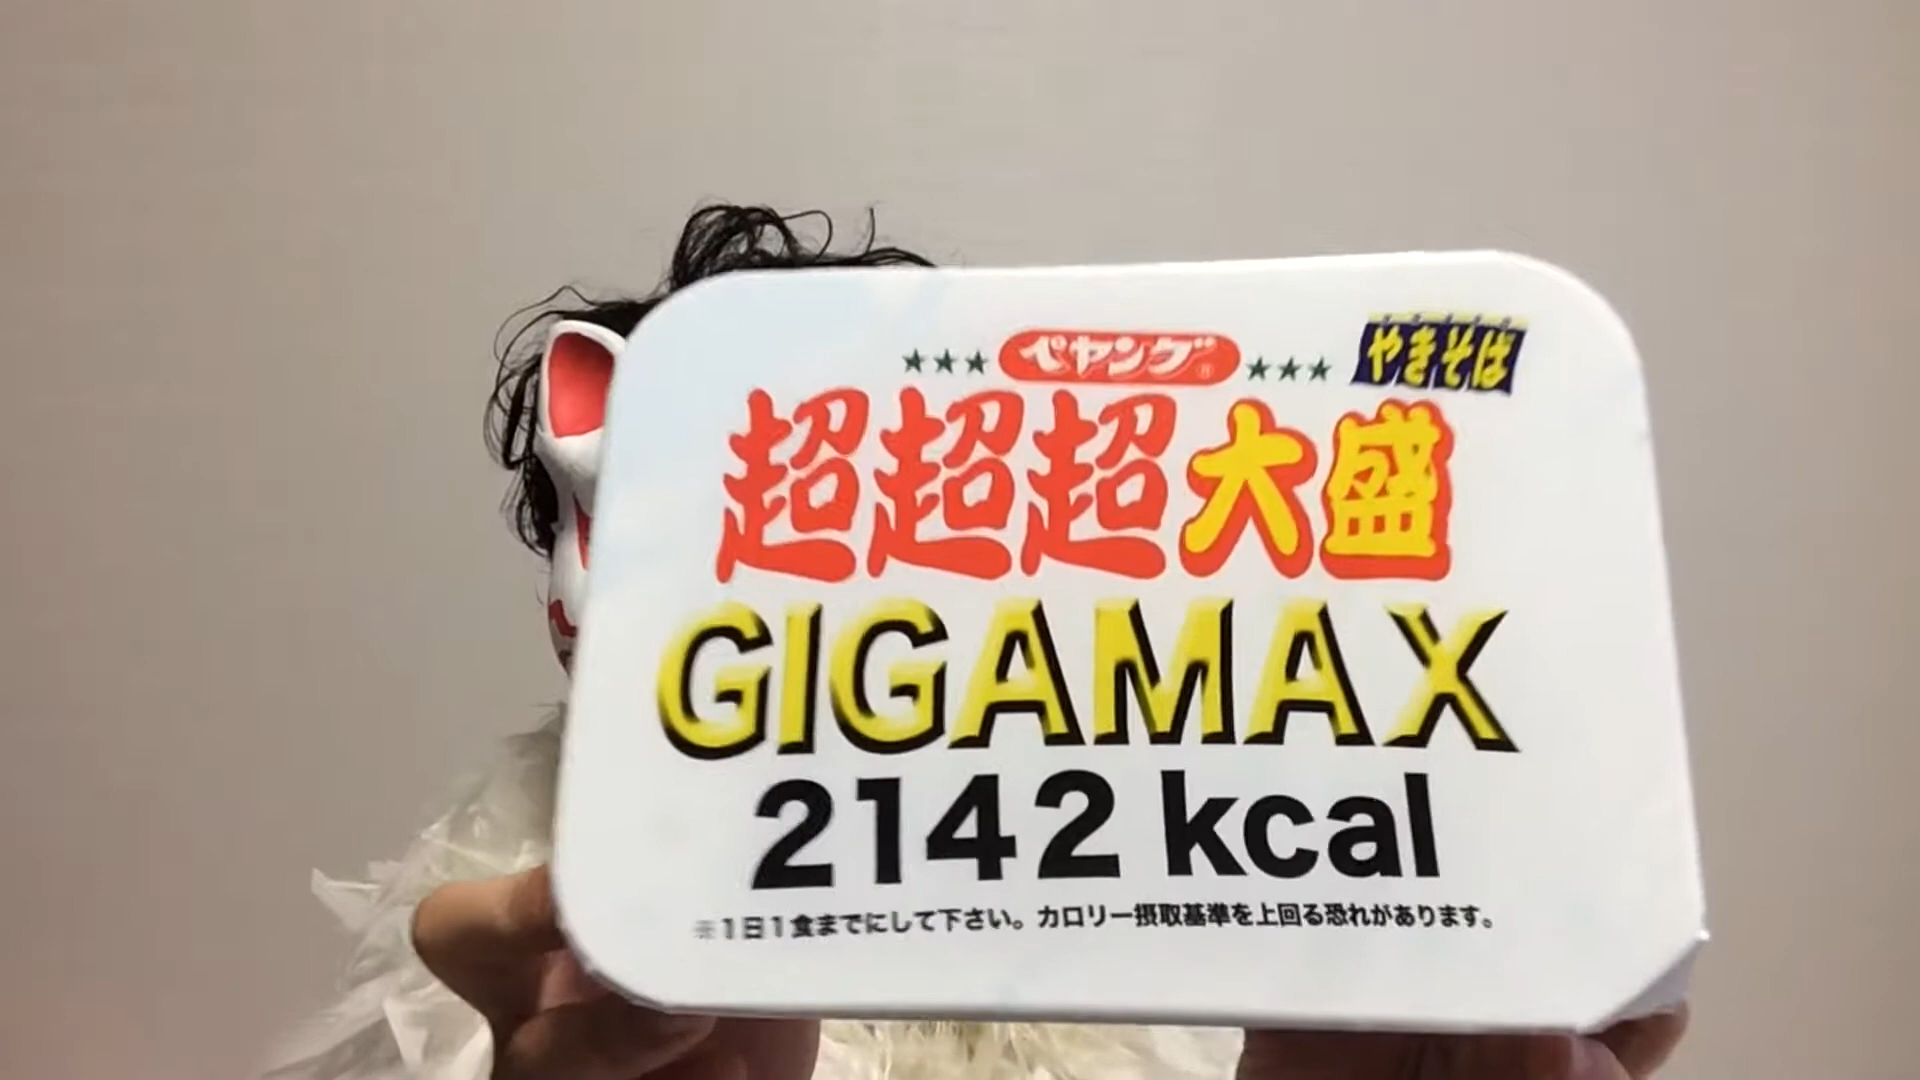 ★★★ペヤング®★★★
やきそば
超超超大盛
GIGAMAX
2142kcal
※1日1食までにして下さい。カロリー摂取基準を上回る恐れがあります。